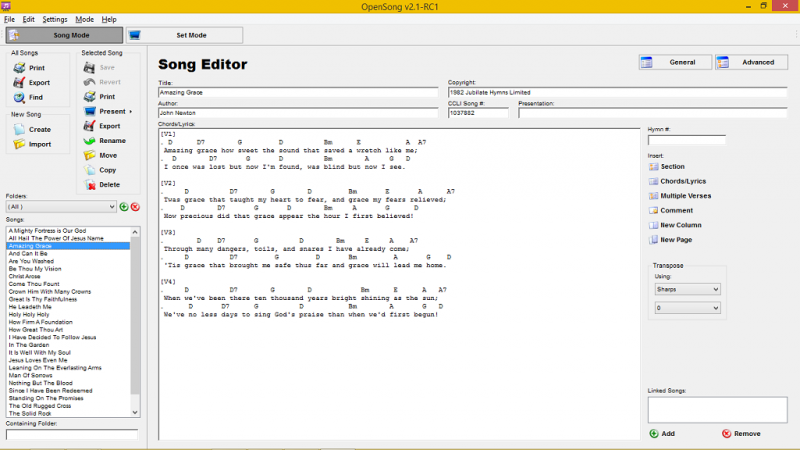 OpenSong v2.1-RC1
File Edit Settings Mode Help
Song Mode
Set Mode
All Songs
Print
Export
Find
New Song
Create
Import
Selected Song
Save
Revert
Print
Present
Export
Rename
Move
Copy
Delete
Folders:
( All )
Songs:
A Mighty Fortress is Our God
All Hail The Power Of Jesus Name
Amazing Grace
And Can It Be
Are You Washed
Be Thou My Vision
Christ Arose
Come Thou Fount
Crown Him With Many Crowns
Great Is Thy Faithfulness
He Leadeth Me
Holy Holy Holy
How Firm A Foundation
How Great Thou Art
I Have Decided To Follow Jesus
In The Garden
It Is Well With My Soul
Jesus Loves Even Me
Leaning On The Everlasting Arms
Man Of Sorrows
Nothing But The Blood
Since I Have Been Redeemed
Standing On The Promises
The Old Rugged Cross
The Solid Rock
Containing Folder:
Song Editor
General
Advanced
Title:
Amazing Grace
Copyright:
1982 Jubilate Hymns Limited
Author:
John Newton
CCLI Song #:
1037882
Presentation:
Chords/Lyrics:
[V1]
. D D7 G D Bm E A A7
Amazing grace how sweet the sound that saved a wretch like me;
. D D7 G D Bm A G D
I once was lost but now I'm found, was blind but now I see.
[V2]
. D D7 G D Bm E A A7
Twas grace that taught my heart to fear, and grace my fears relieved;
. D D7 G D Bm A G D
How precious did that grace appear the hour I first believed!
[V3]
. D D7 G D Bm E A A7
Through many dangers, toils, and snares I have already come;
. D D7 G D Bm A G D
'Tis grace that brought me safe thus far and grace will lead me home.
[V4]
. D D7 G D Bm E A A7
When we've been there ten thousand years bright shining as the sun;
. D D7 G D Bm A G D
We've no less days to sing God's praise than when we'd first begun!
Hymn #:
Insert:
Section
Chords/Lyrics
Multiple Verses
Comment
New Column
New Page
Transpose
Using:
Sharps
0
Linked Songs:
Add
Remove